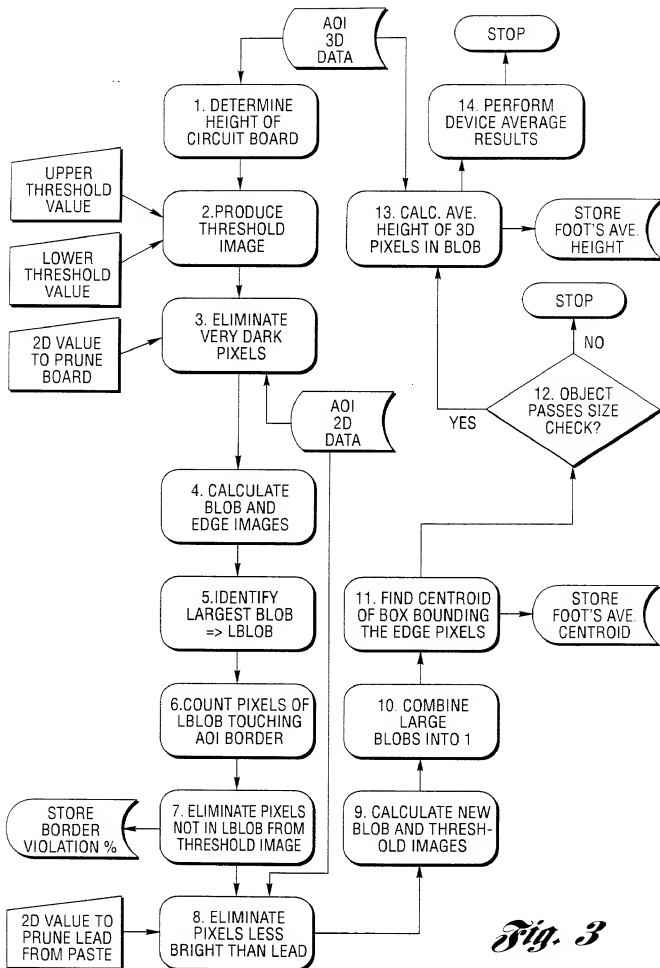 AOI
3D
DATA
STOP
1. DETERMINE
HEIGHT OF
CIRCUIT BOARD
14. PERFORM
DEVICE AVERAGE
RESULTS
UPPER
THRESHOLD
VALUE
2.PRODUCE
THRESHOLD
IMAGE
13. CALC. AVE.
HEIGHT OF 3D
PIXELS IN BLOB
STORE
FOOT'S AVE.
HEIGHT
LOWER
THRESHOLD
VALUE
STOP
2D VALUE
TO PRUNE
BOARD
3. ELIMINATE
VERY DARK
PIXELS
NO
YES
12. OBJECT
PASSES SIZE
CHECK?
AOI
2D
DATA
4. CALCULATE
BLOB AND
EDGE IMAGES
5.IDENTIFY
LARGEST BLOB
=> LBLOB
11. FIND CENTROID
OF BOX BOUNDING
THE EDGE PIXELS
STORE
FOOT'S AVE.
CENTROID
6.COUNT PIXELS OF
LBLOB TOUCHING
AOI BORDER
10. COMBINE
LARGE
BLOBS INTO 1
STORE
BORDER
VIOLATION %
7. ELIMINATE PIXELS
NOT IN LBLOB FROM
THRESHOLD IMAGE
9. CALCULATE NEW
BLOB AND THRESH-
OLD IMAGES
2D VALUE TO
PRUNE LEAD
FROM PASTE
8. ELIMINATE
PIXELS LESS
BRIGHT THAN LEAD
Fig. 3